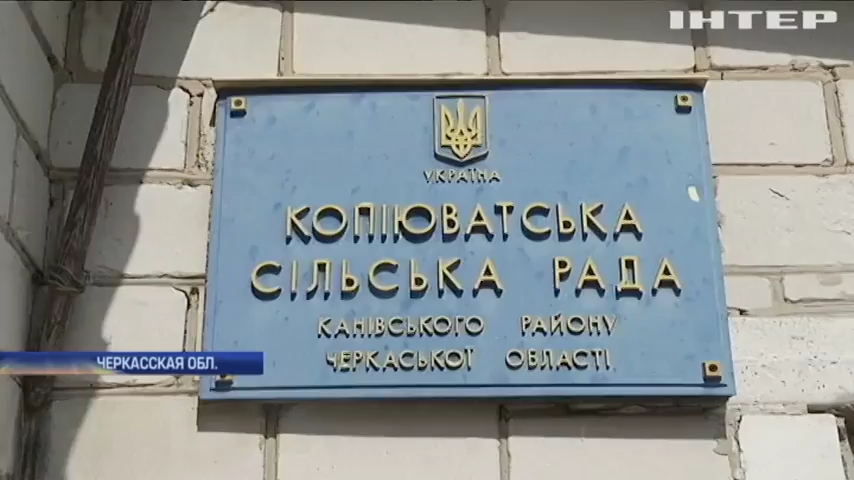 ІНТЕР
УКРАЇНА
КОПІЮВАТСЬКА
СІЛЬСЬКА РАДА
КАНІВСЬКОГО РАЙОНУ
ЧЕРКАСЬКОЇ ОБЛАСТІ
ЧЕРКАССКАЯ ОБЛ.